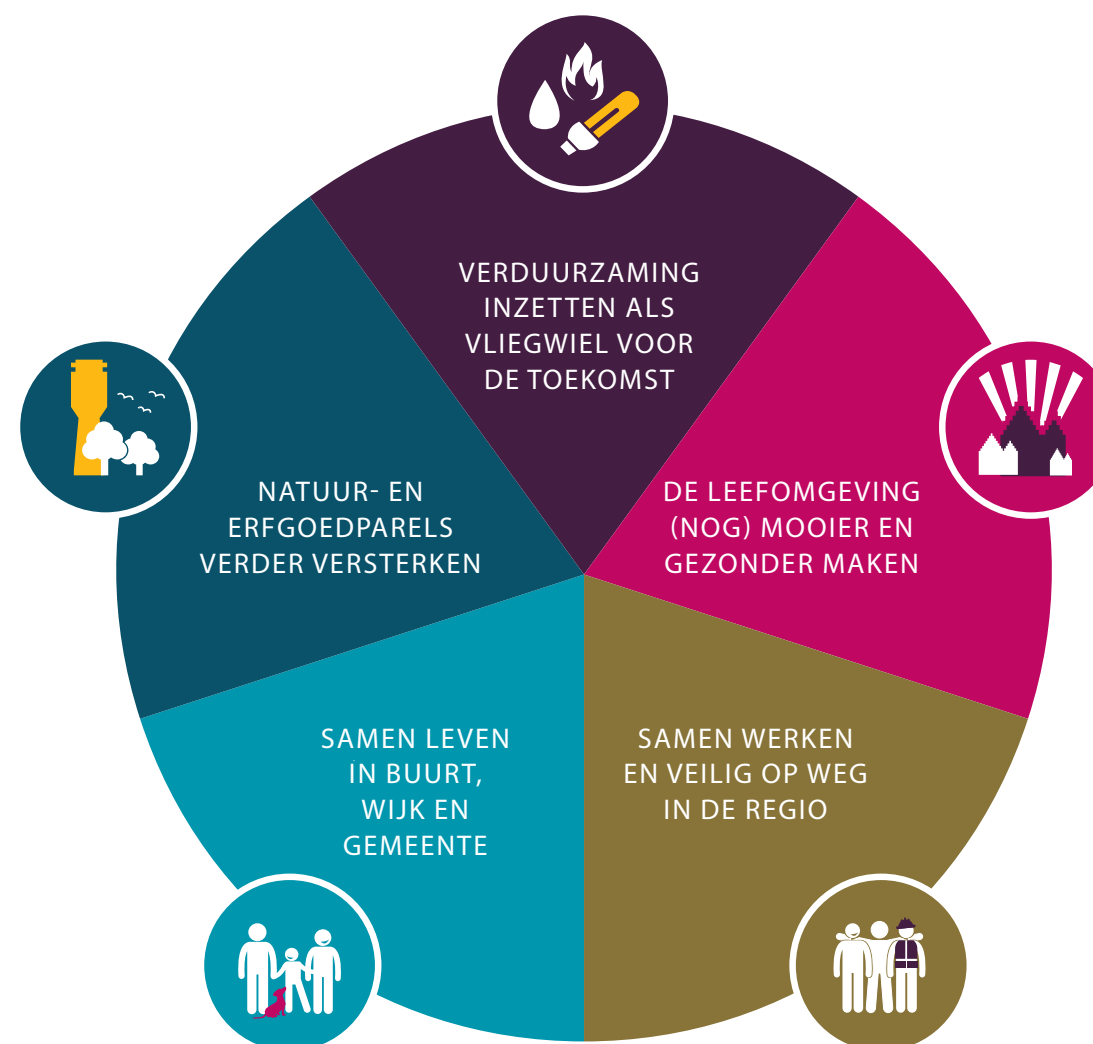 VERDUURZAMING
INZETTEN ALS
VLIEGWIEL VOOR
DE TOEKOMST
DE LEEFOMGEVING
(NOG) MOOIER EN
GEZONDER MAKEN
SAMEN WERKEN
EN VEILIG OP WEG
IN DE REGIO
SAMEN LEVEN
IN BUURT,
WIJK EN
GEMEENTE
NATUUR- EN
ERFGOEDPARELS
VERDER VERSTERKEN